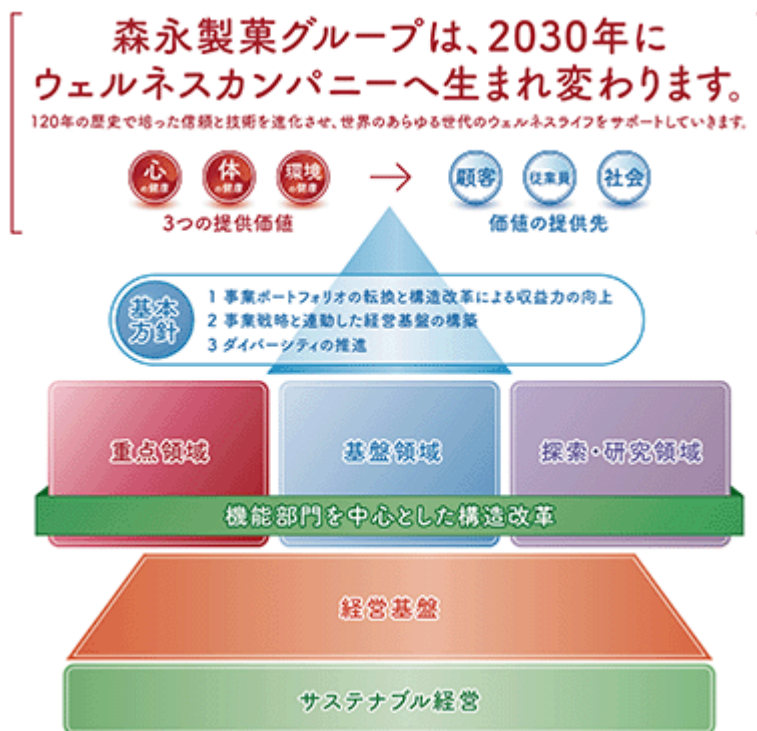 森永製菓グループは、2030年に
ウェルネスカンパニーへ生まれ変わります。
120年の歴史で培った信頼と技術を進化させ、世界のあらゆる世代のウェルネスライフをサポートしていきます。
心の健康 体の健康 環境の健康 → 顧客 従業員 社会
3つの提供価値 価値の提供先
基本方針
1 事業ポートフォリオの転換と構造改革による収益力の向上
2 事業戦略と連動した経営基盤の構築
3 ダイバーシティの推進
重点領域 基盤領域 探索・研究領域
機能部門を中心とした構造改革
経営基盤
サステナブル経営